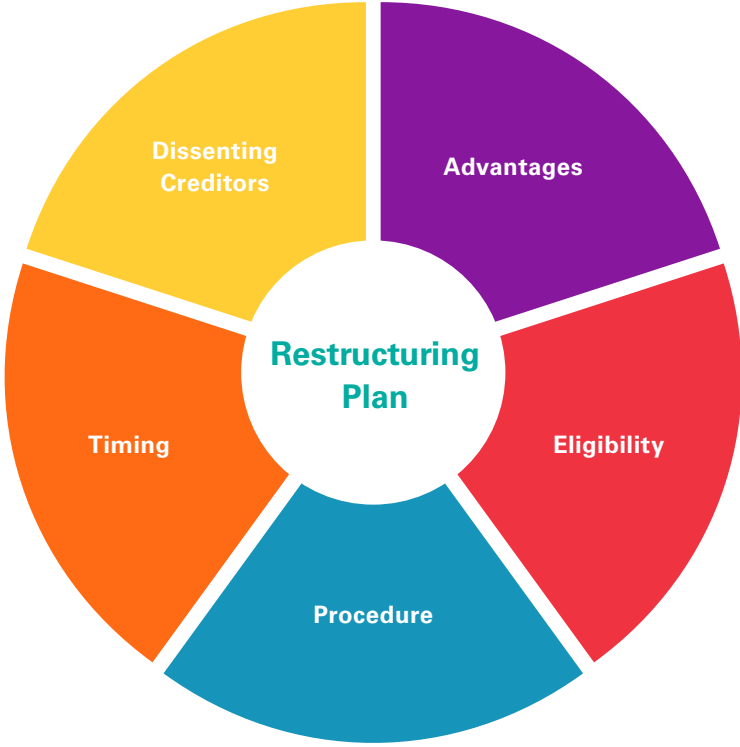 Restructuring
Plan
Advantages
Eligibility
Procedure
Timing
Dissenting
Creditors